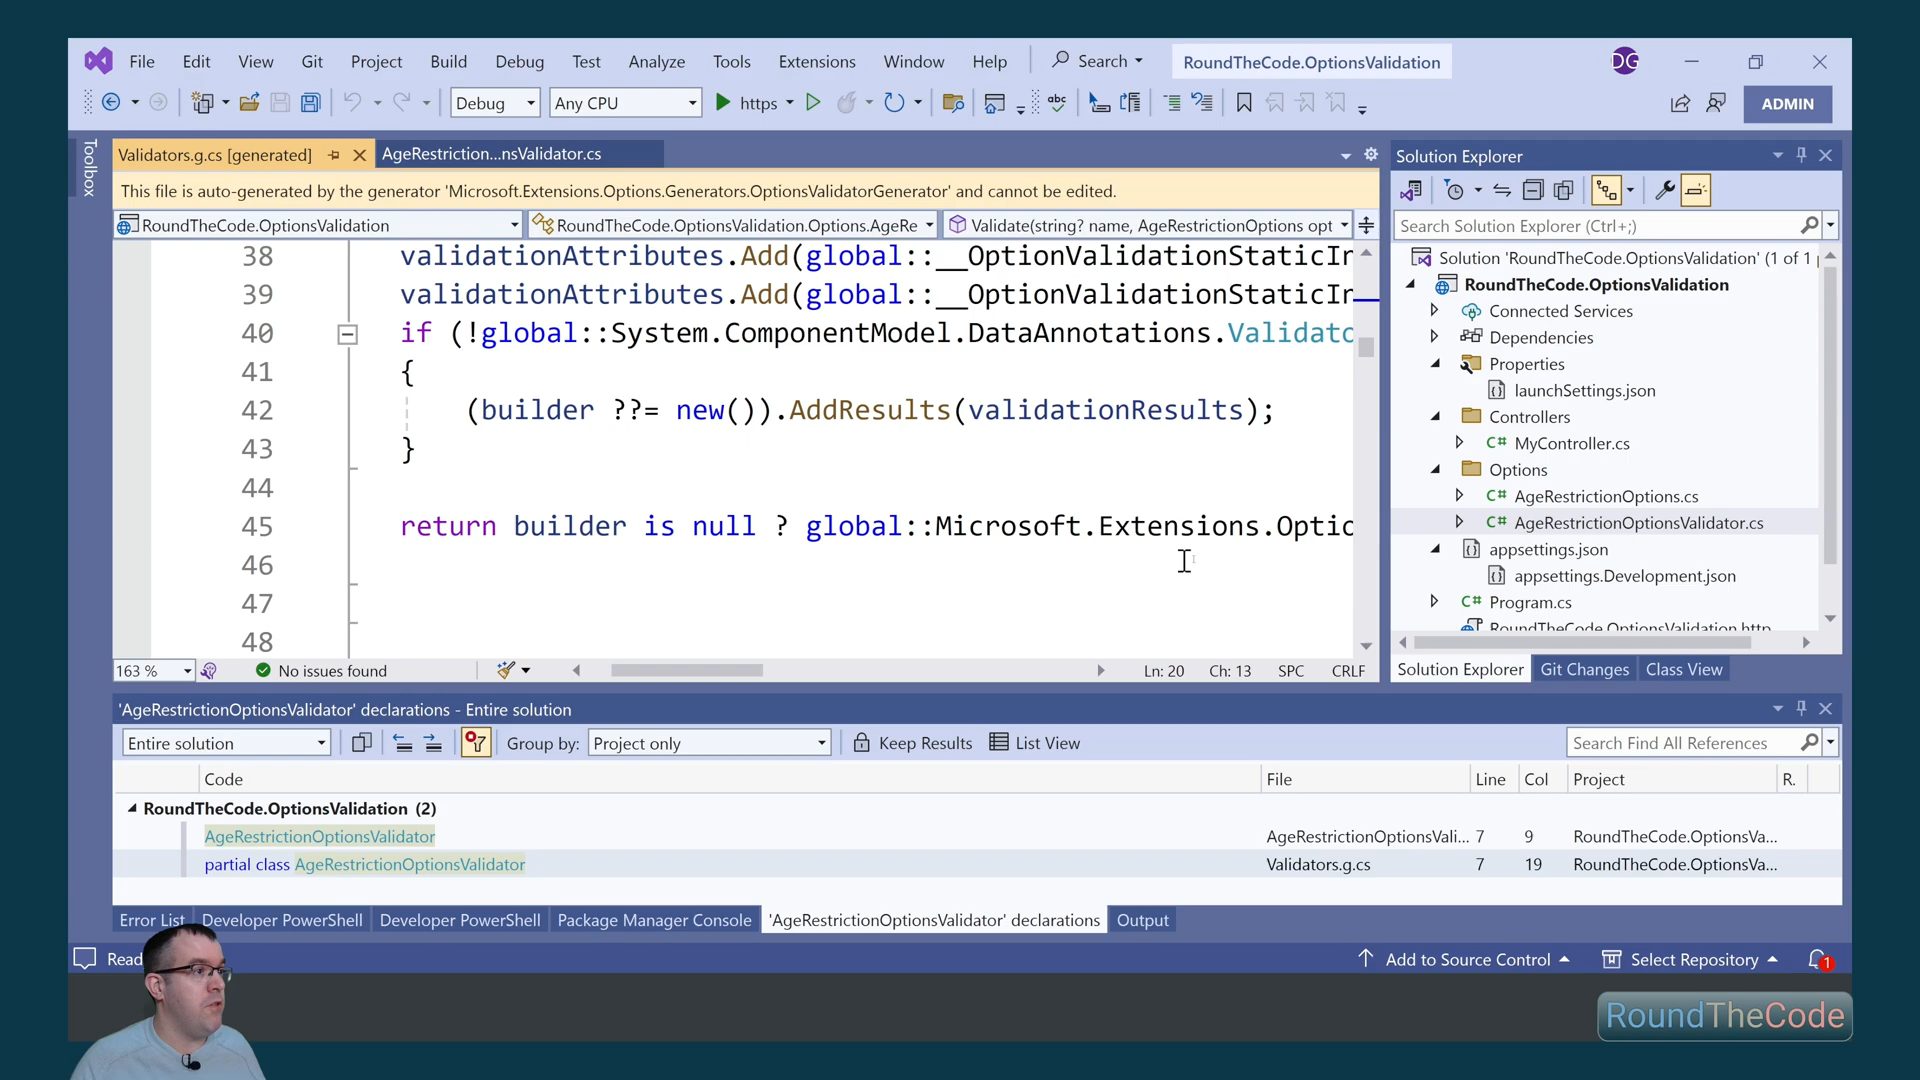 File Edit View Git Project Build Debug Test Analyze Tools Extensions Window Help Search RoundTheCode.OptionsValidation DG
Debug Any CPU https abc ADMIN
Toolbox
Validators.g.cs [generated] AgeRestriction...nsValidator.cs
This file is auto-generated by the generator 'Microsoft.Extensions.Options.Generators.OptionsValidatorGenerator' and cannot be edited.
RoundTheCode.OptionsValidation RoundTheCode.OptionsValidation.Options.AgeRe Validate(string? name, AgeRestrictionOptions opt
38 validationAttributes.Add(global::__OptionValidationStaticIn
39 validationAttributes.Add(global::__OptionValidationStaticIn
40 if (!global::System.ComponentModel.DataAnnotations.Validato
41 {
42 (builder ??= new()).AddResults(validationResults);
43 }
44
45 return builder is null ? global::Microsoft.Extensions.Optio
46
47
48
163 % No issues found Ln: 20 Ch: 13 SPC CRLF
Solution Explorer
Search Solution Explorer (Ctrl+;)
Solution 'RoundTheCode.OptionsValidation' (1 of 1 p
RoundTheCode.OptionsValidation
Connected Services
Dependencies
Properties
launchSettings.json
Controllers
C# MyController.cs
Options
C# AgeRestrictionOptions.cs
C# AgeRestrictionOptionsValidator.cs
appsettings.json
appsettings.Development.json
C# Program.cs
RoundTheCode.OptionsValidation.http
Solution Explorer Git Changes Class View
'AgeRestrictionOptionsValidator' declarations - Entire solution
Entire solution Group by: Project only Keep Results List View Search Find All References
Code File Line Col Project R.
RoundTheCode.OptionsValidation (2)
AgeRestrictionOptionsValidator AgeRestrictionOptionsVali... 7 9 RoundTheCode.OptionsVa...
partial class AgeRestrictionOptionsValidator Validators.g.cs 7 19 RoundTheCode.OptionsVa...
Error List Developer PowerShell Developer PowerShell Package Manager Console 'AgeRestrictionOptionsValidator' declarations Output
Read Add to Source Control Select Repository 1
RoundTheCode